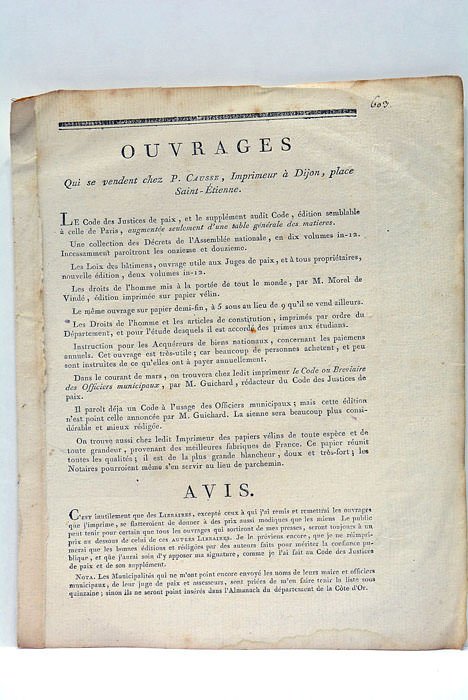 603.
OUVRAGES
Qui se vendent chez P. CAUSSE, Imprimeur à Dijon, place
Saint-Étienne.
LE Code des Justices de paix, et le supplément audit Code, édition semblable
à celle de Paris, augmentée seulement d'une table générale des matieres.
Une collection des Décrets de l'Assemblée nationale, en dix volumes in-12.
Incessamment paroîtront les onzieme et douzieme.
Les Loix des bâtimens, ouvrage utile aux Juges de paix, et à tous propriétaires,
nouvelle édition, deux volumes in-12.
Les droits de l'homme mis à la portée de tout le monde, par M. Morel de
Vindé, édition imprimée sur papier vélin.
Le même ouvrage sur papier demi-fin, à 5 sous au lieu de 9 qu'il se vend ailleurs.
Les Droits de l'homme et les articles de constitution, imprimés par ordre du
Département, et pour l'étude desquels il est accordé des primes aux étudians.
Instruction pour les Acquéreurs de biens nationaux, concernant les paiemens
annuels. Cet ouvrage est très-utile; car beaucoup de personnes achetent, et peu
sont instruites de ce qu'elles ont à payer annuellement.
Dans le courant de mars, on trouvera chez ledit imprimeur le Code ou Breviaire
des Officiers municipaux, par M. Guichard, rédacteur du Code des Justices de
paix.
Il paroît déja un Code à l'usage des Officiers municipaux; mais cette édition
n'est point celle annoncée par M. Guichard. La sienne sera beaucoup plus consi-
dérable et mieux rédigée.
On trouve aussi chez ledit Imprimeur des papiers vélins de toute espèce et de
toute grandeur, provenant des meilleures fabriques de France. Ce papier réunit
toutes les qualités; il est de la plus grande blancheur, doux et très-fort; les
Notaires pourroient même s'en servir au lieu de parchemin.
AVIS.
C'EST inutilement que des LIBRAIRES, excepté ceux à qui j'ai remis et remettrai les ouvrages
que j'imprime, se flatteroient de donner à des prix aussi modiques que les miens. Le public
peut tenir pour certain que tous les ouvrages qui sortiront de mes presses, seront toujours à un
prix en dessous de celui de ces AUTRES LIBRAIRES. Je le préviens encore, que je ne réimpri-
merai que les bonnes éditions et rédigées par des auteurs faits pour mériter la confiance pu-
blique, et que j'aurai soin d'y apposer ma signature, comme je l'ai fait au Code des Justices
de paix et de son supplément.
NOTA. Les Municipalités qui ne m'ont point encore envoyé les noms de leurs maire et officiers
municipaux, de leur juge de paix et assesseurs, sont priées de m'en faire tenir la liste sous
quinzaine; sinon ils ne seront point insérés dans l'Almanach du département de la Côte d'Or.